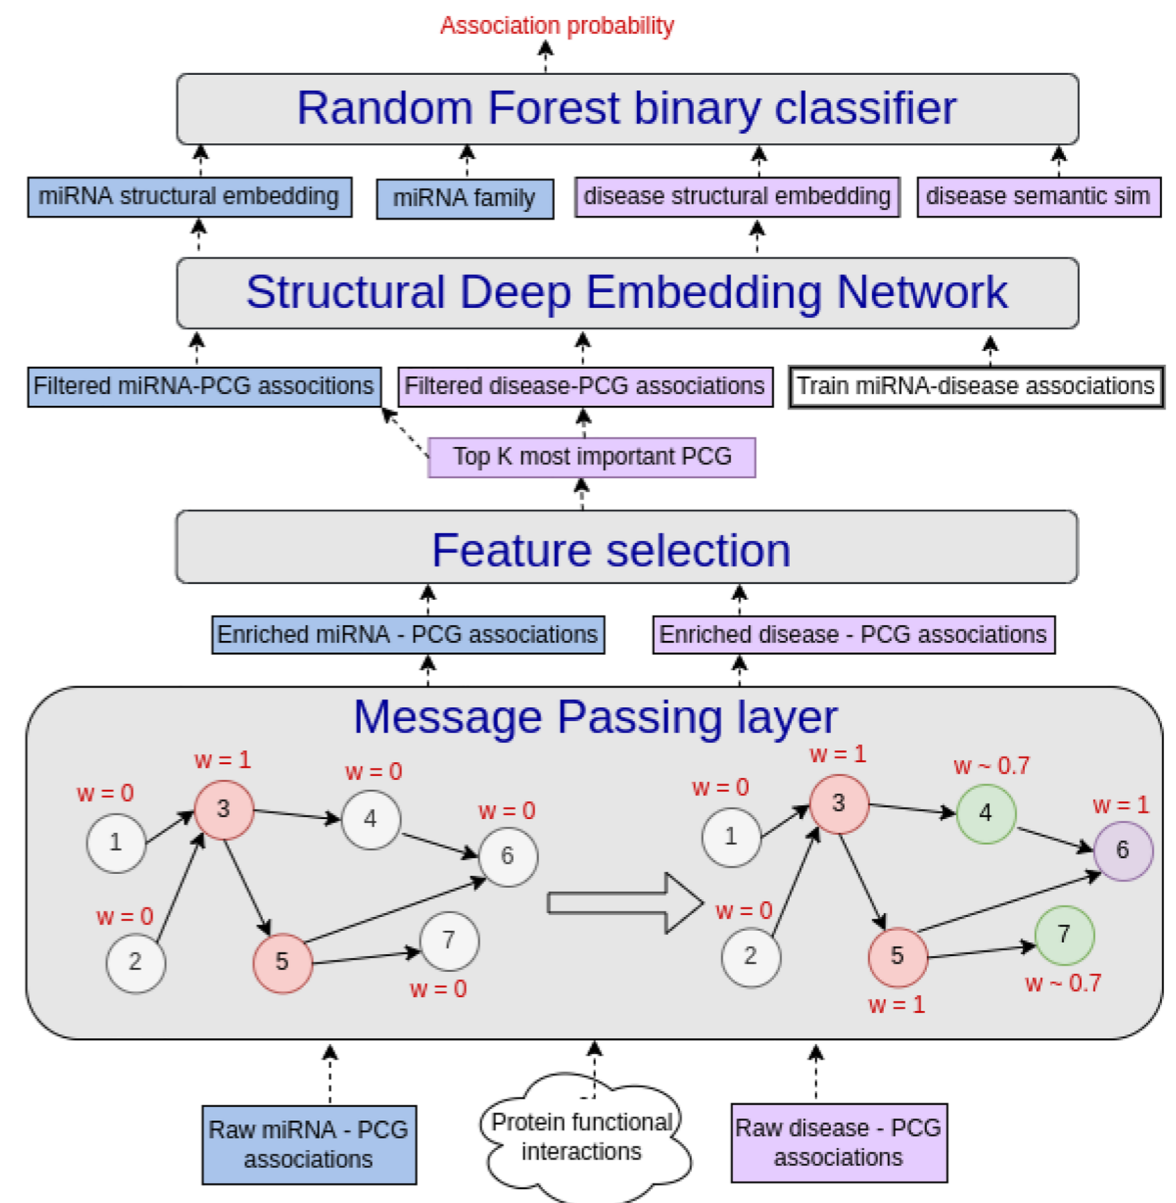 Association probability
Random Forest binary classifier
miRNA structural embedding
miRNA family
disease structural embedding
disease semantic sim
Structural Deep Embedding Network
Filtered miRNA-PCG associtions
Filtered disease-PCG associations
Train miRNA-disease associations
Top K most important PCG
Feature selection
Enriched miRNA - PCG associations
Enriched disease - PCG associations
Message Passing layer
w = 0
1
w = 1
3
w = 0
4
w = 0
6
w = 0
2
5
7
w = 0
w = 0
1
w = 1
3
w ~ 0.7
4
w = 1
6
w = 0
2
5
w = 1
7
w ~ 0.7
Raw miRNA - PCG
associations
Protein functional
interactions
Raw disease - PCG
associations